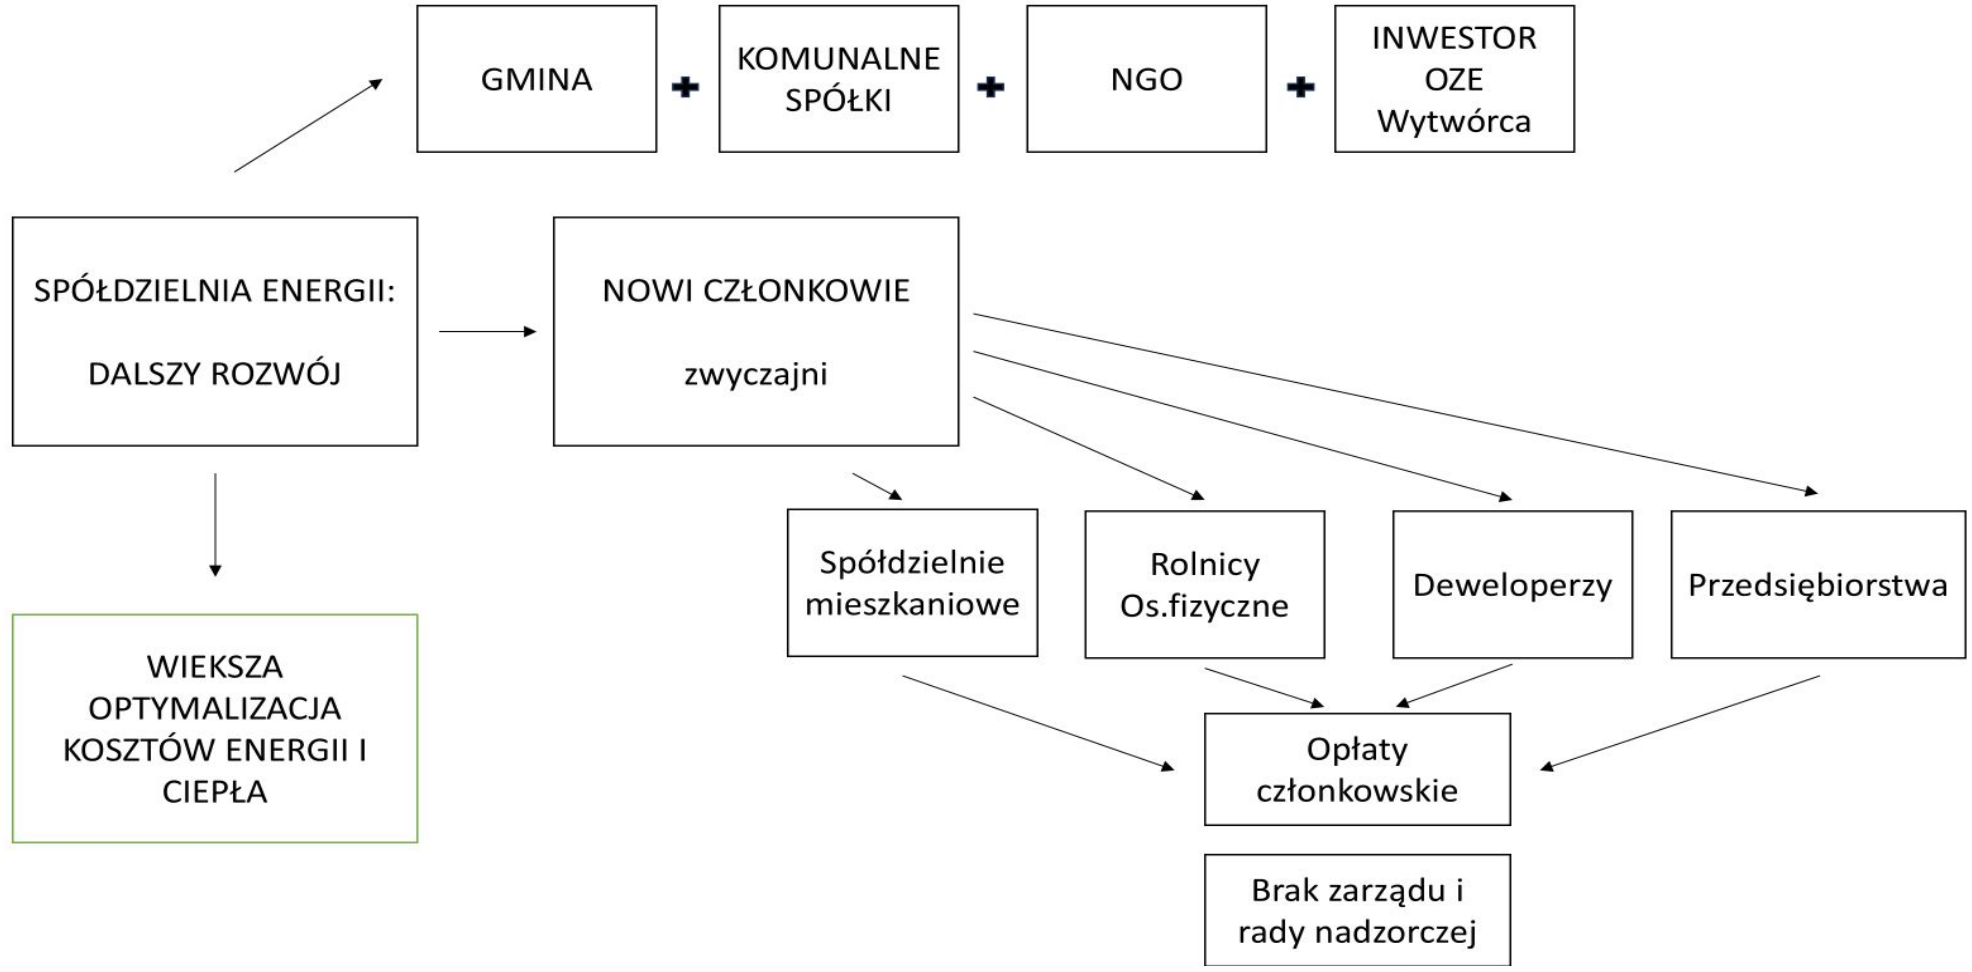 GMINA
KOMUNALNE
SPÓŁKI
NGO
INWESTOR
OZE
Wytwórca
SPÓŁDZIELNIA ENERGII:
DALSZY ROZWÓJ
NOWI CZŁONKOWIE
zwyczajni
Spółdzielnie
mieszkaniowe
Rolnicy
Os.fizyczne
Deweloperzy
Przedsiębiorstwa
WIEKSZA
OPTYMALIZACJA
KOSZTÓW ENERGII I
CIEPŁA
Opłaty
członkowskie
Brak zarządu i
rady nadzorczej